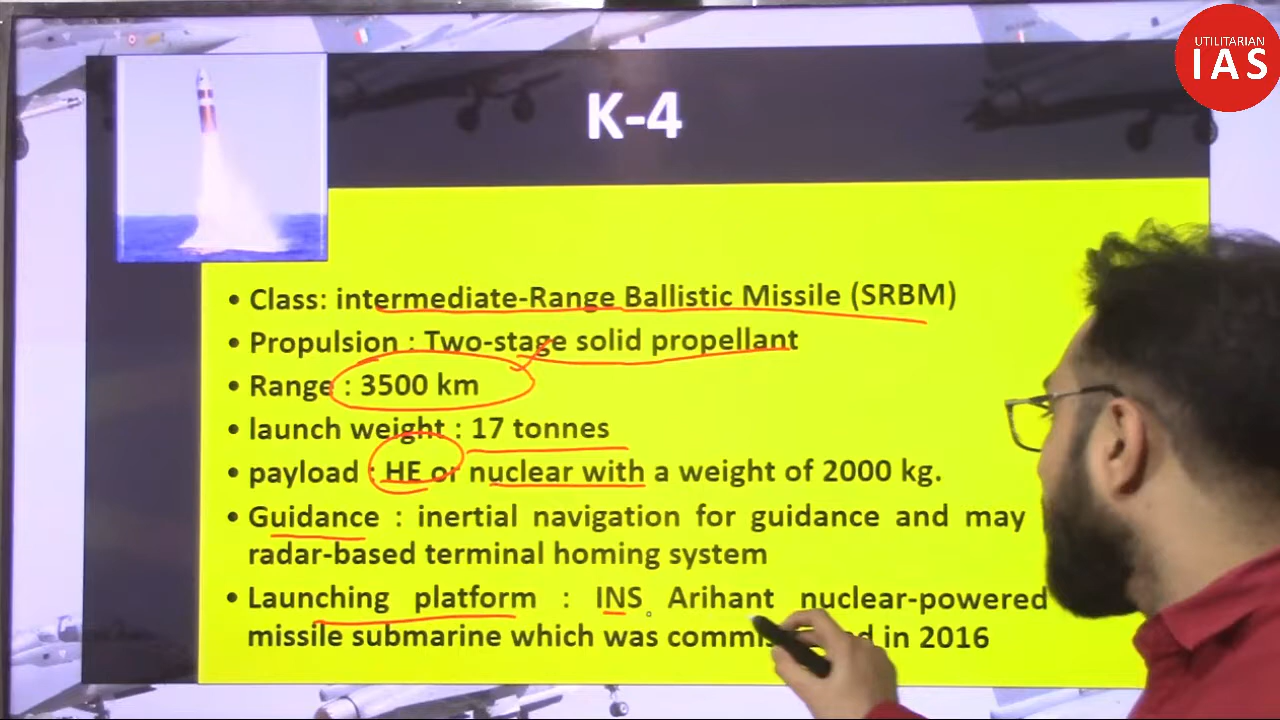 UTILITARIAN
IAS
K-4
• Class: intermediate-Range Ballistic Missile (SRBM)
• Propulsion : Two-stage solid propellant
• Range : 3500 km
• launch weight : 17 tonnes
• payload : HE or nuclear with a weight of 2000 kg.
• Guidance : inertial navigation for guidance and may
radar-based terminal homing system
• Launching platform : INS Arihant nuclear-powered
missile submarine which was in 2016